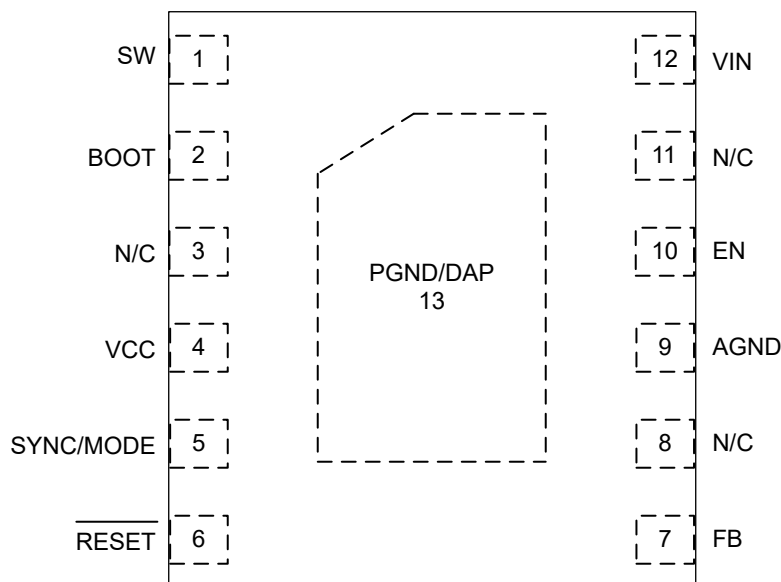 SW 1 12 VIN
BOOT 2 11 N/C
N/C 3 10 EN
PGND/DAP
13
VCC 4 9 AGND
SYNC/MODE 5 8 N/C
RESET 6 7 FB